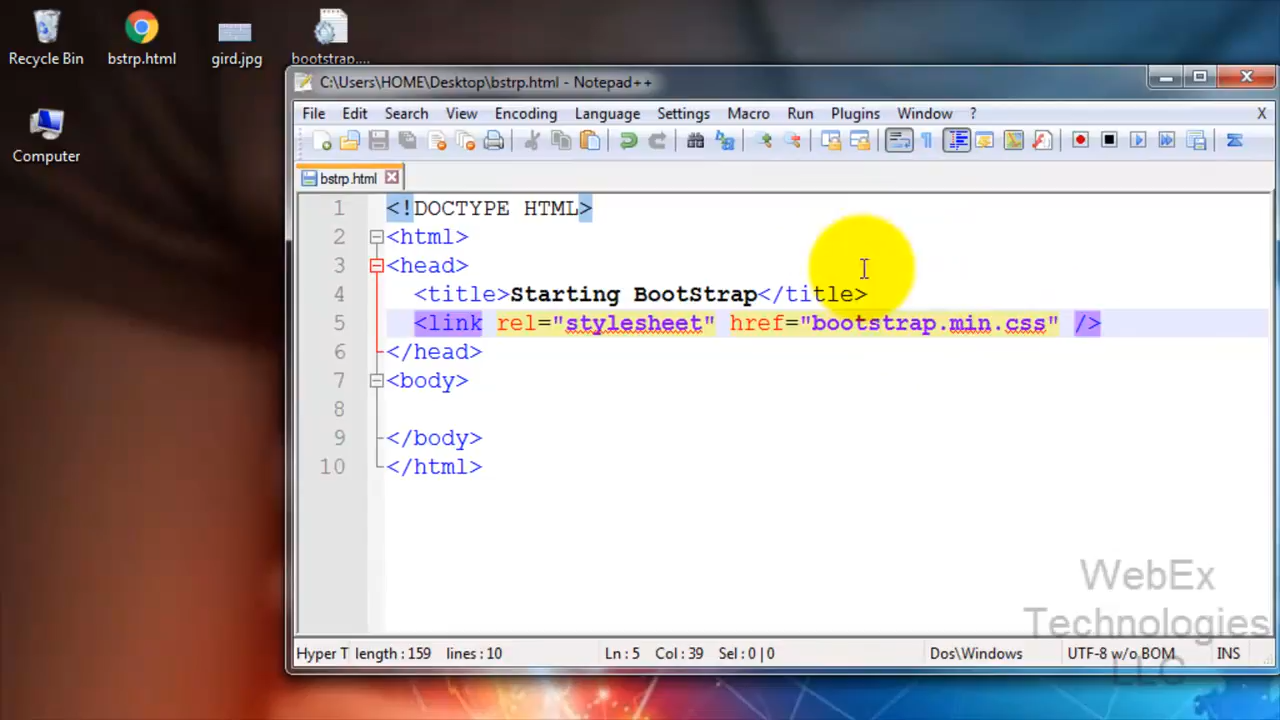 Recycle Bin
bstrp.html
gird.jpg
bootstrap....
Computer
C:\Users\HOME\Desktop\bstrp.html - Notepad++
File Edit Search View Encoding Language Settings Macro Run Plugins Window ? X
bstrp.html
1 <!DOCTYPE HTML>
2 <html>
3 <head>
4 <title>Starting BootStrap</title>
5 <link rel="stylesheet" href="bootstrap.min.css" />
6 </head>
7 <body>
8
9 </body>
10 </html>
WebEx
Technologies
LLC
Hyper T length : 159 lines : 10 Ln : 5 Col : 39 Sel : 0 | 0 Dos\Windows UTF-8 w/o BOM INS